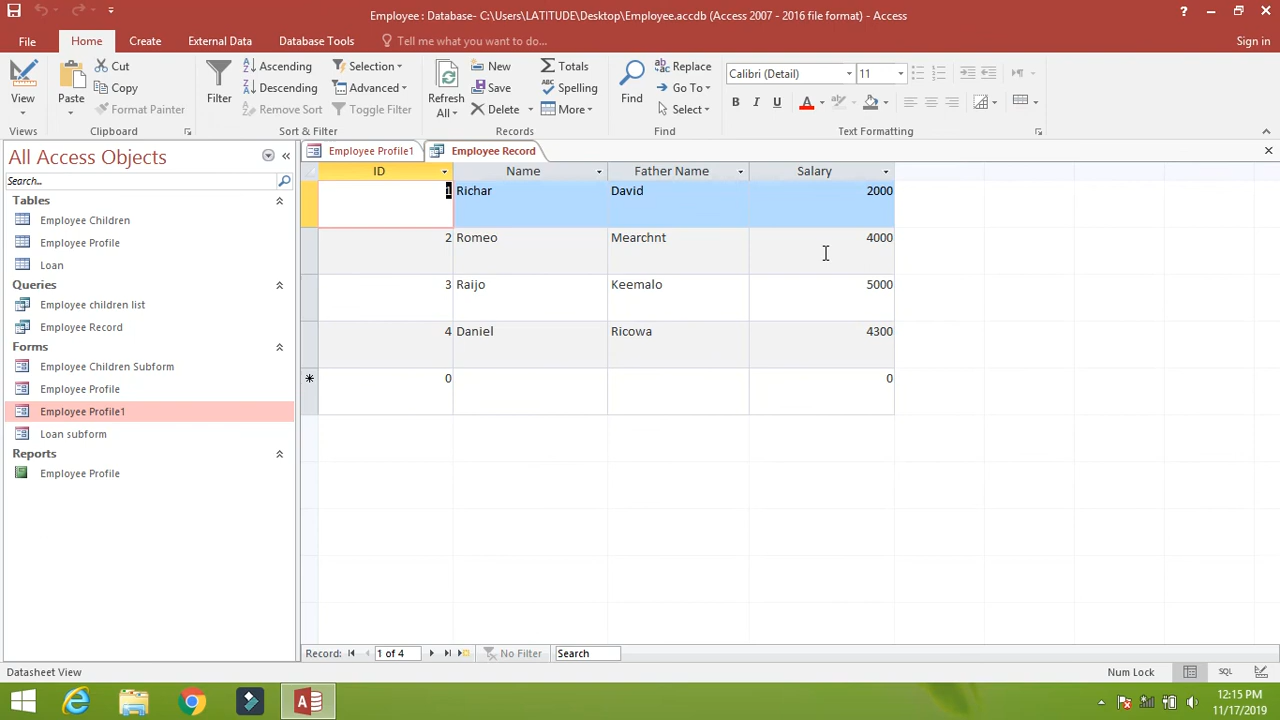 Employee : Database- C:\Users\LATITUDE\Desktop\Employee.accdb (Access 2007 - 2016 file format) - Access
?
File Home Create External Data Database Tools Tell me what you want to do... Sign in
View
Views
Paste
Cut
Copy
Format Painter
Clipboard
Filter
Ascending
Descending
Remove Sort
Selection
Advanced
Toggle Filter
Sort & Filter
Refresh
All
New
Save
Delete
Totals
Spelling
More
Records
Find
Replace
Go To
Select
Find
Calibri (Detail) 11
B I U A
Text Formatting
All Access Objects
Search...
Tables
Employee Children
Employee Profile
Loan
Queries
Employee children list
Employee Record
Forms
Employee Children Subform
Employee Profile
Employee Profile1
Loan subform
Reports
Employee Profile
Employee Profile1 Employee Record
ID Name Father Name Salary
1 Richar David 2000
2 Romeo Mearchnt 4000
3 Raijo Keemalo 5000
4 Daniel Ricowa 4300
* 0 0
Record: 1 of 4 No Filter Search
Datasheet View Num Lock SQL
12:15 PM
11/17/2019